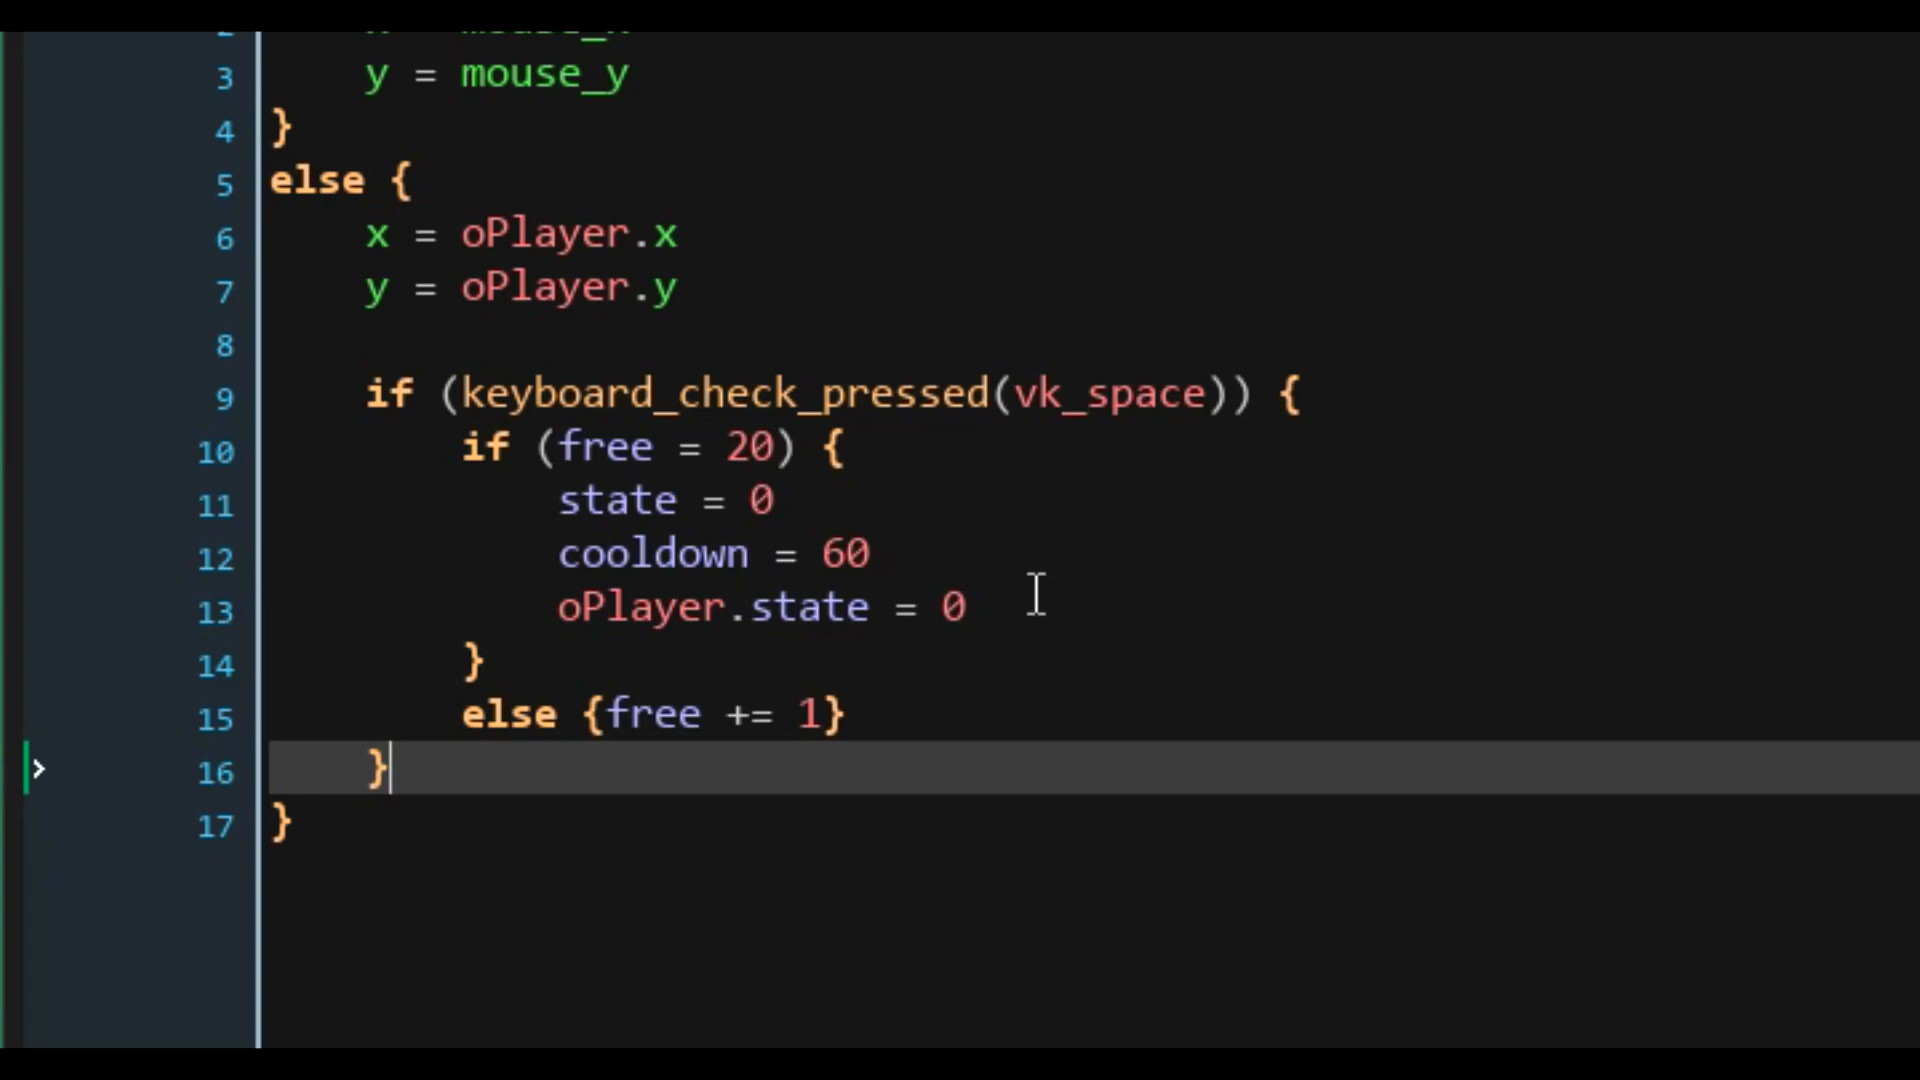 3 y = mouse_y
4 }
5 else {
6 x = oPlayer.x
7 y = oPlayer.y
8
9 if (keyboard_check_pressed(vk_space)) {
10 if (free = 20) {
11 state = 0
12 cooldown = 60
13 oPlayer.state = 0
14 }
15 else {free += 1}
16 }
17 }